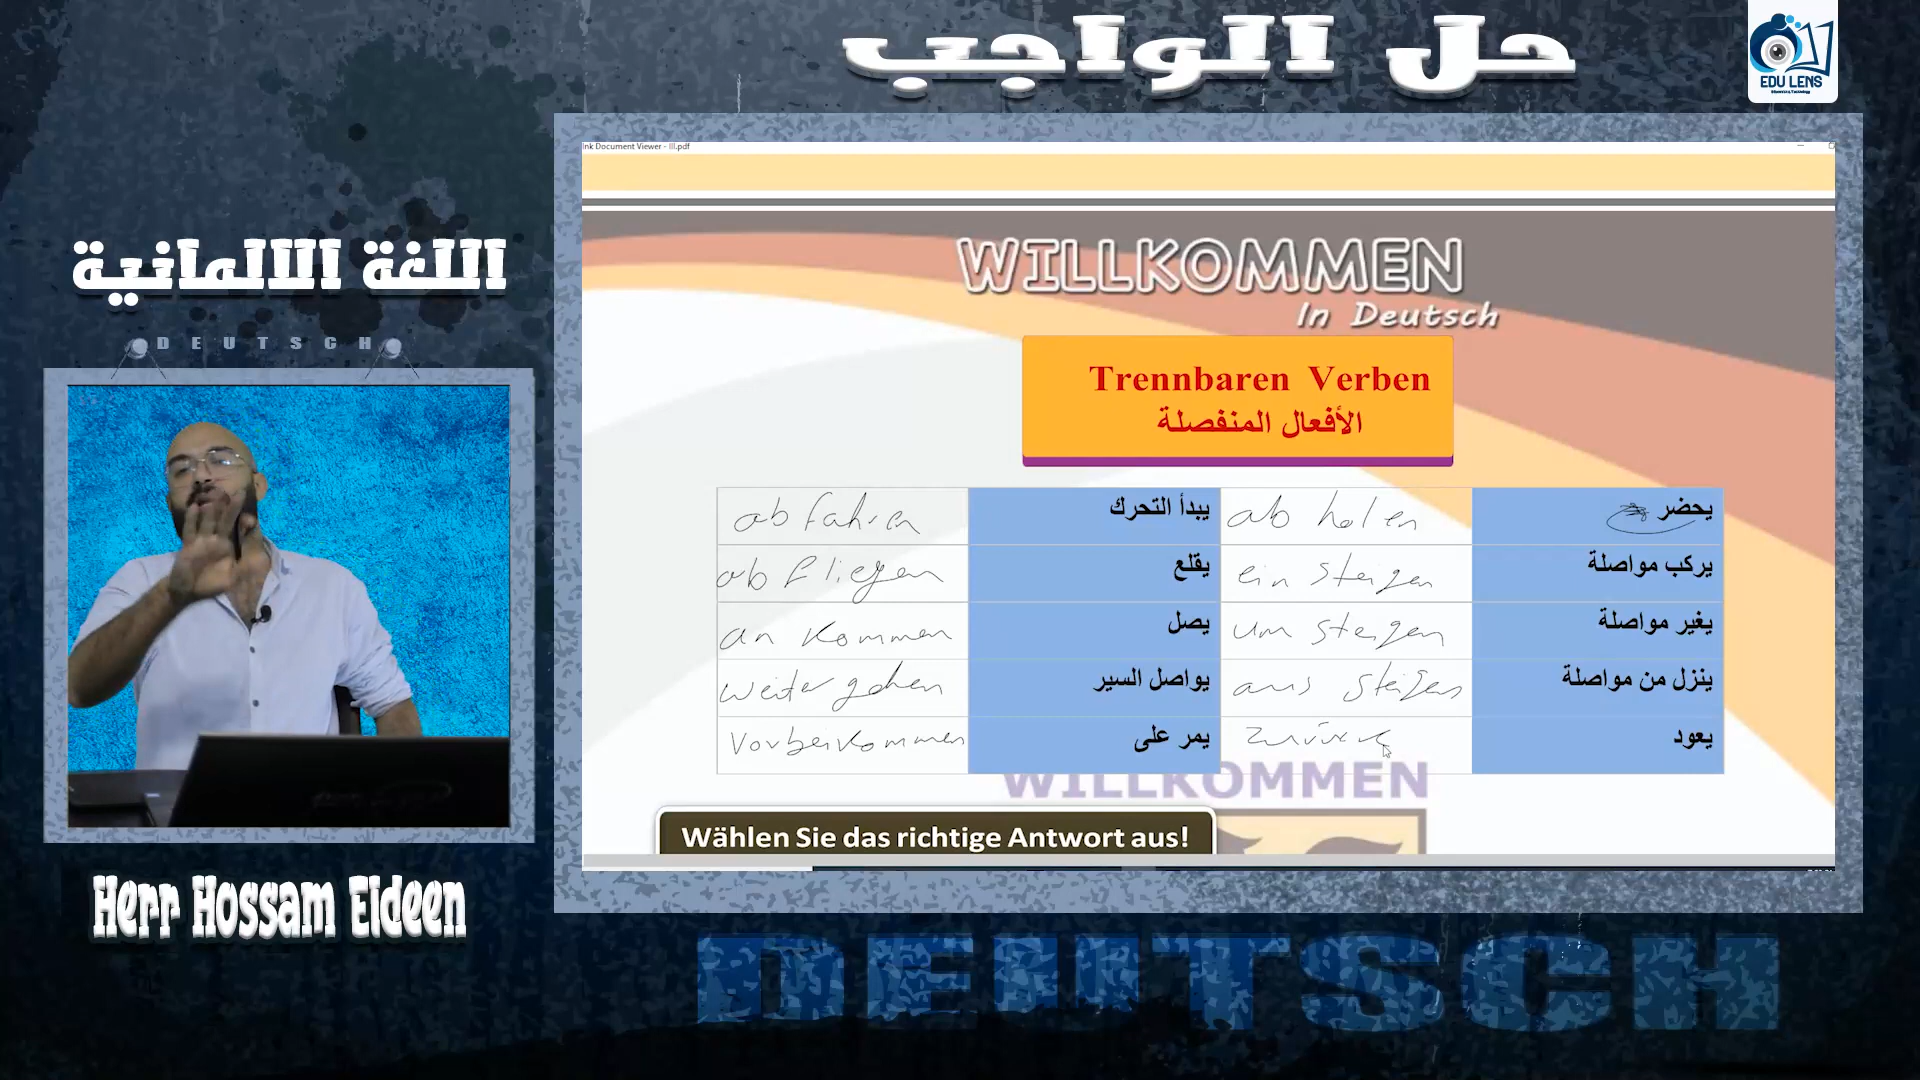 حل الواجب
EDU LENS
Ink Document Viewer - III.pdf
اللغة الالمانية
DEUTSCH
WILLKOMMEN
In Deutsch
Trennbaren Verben
الأفعال المنفصلة
ab fahren يبدأ التحرك ab holen يحضر
ab fliegen يقلع ein steigen يركب مواصلة
an kommen يصل um steigen يغير مواصلة
weiter gehen يواصل السير aus steigen ينزل من مواصلة
Vorbeikommen يمر على zurück يعود
WILLKOMMEN
Wählen Sie das richtige Antwort aus!
Herr Hossam Eldeen
DEUTSCH